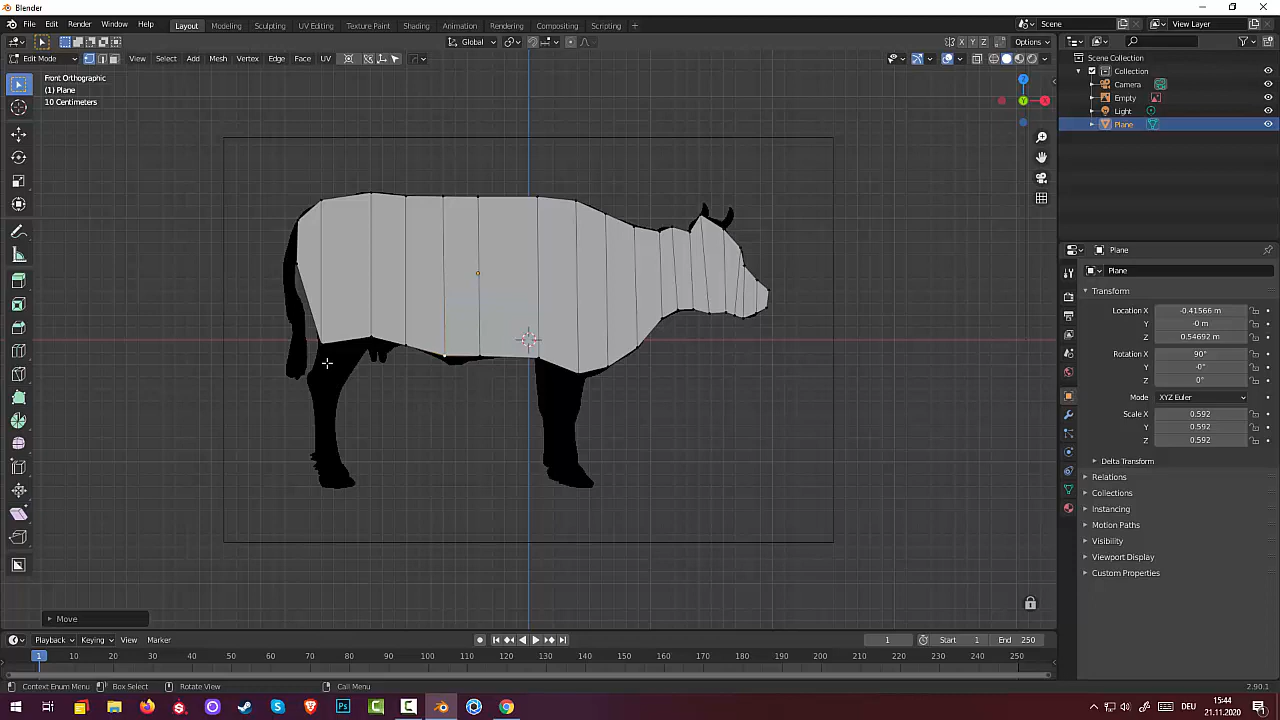 Blender
File Edit Render Window Help
Layout Modeling Sculpting UV Editing Texture Paint Shading Animation Rendering Compositing Scripting +
Scene
View Layer
Global
X Y Z
Options
Edit Mode
View Select Add Mesh Vertex Edge Face UV
Front Orthographic
(1) Plane
10 Centimeters
Z
Y
X
Scene Collection
Collection
Camera
Empty
Light
Plane
Plane
Plane
Transform
Location X -0.41566 m
Y -0 m
Z 0.54692 m
Rotation X 90°
Y -0°
Z 0°
Mode XYZ Euler
Scale X 0.592
Y 0.592
Z 0.592
Delta Transform
Relations
Collections
Instancing
Motion Paths
Visibility
Viewport Display
Custom Properties
Move
Playback Keying View Marker
1 Start 1 End 250
1 10 20 30 40 50 60 70 80 90 100 110 120 130 140 150 160 170 180 190 200 210 220 230 240 250
Context Enum Menu Box Select Rotate View Call Menu 2.90.1
DEU 15:44
21.11.2020